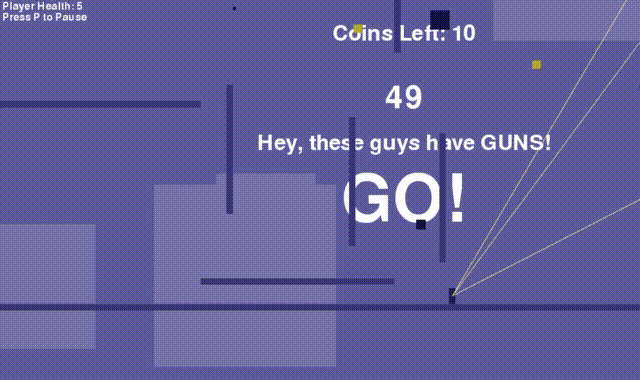 Player Health: 5
Press P to Pause
Coins Left: 10
49
Hey, these guys have GUNS!
GO!